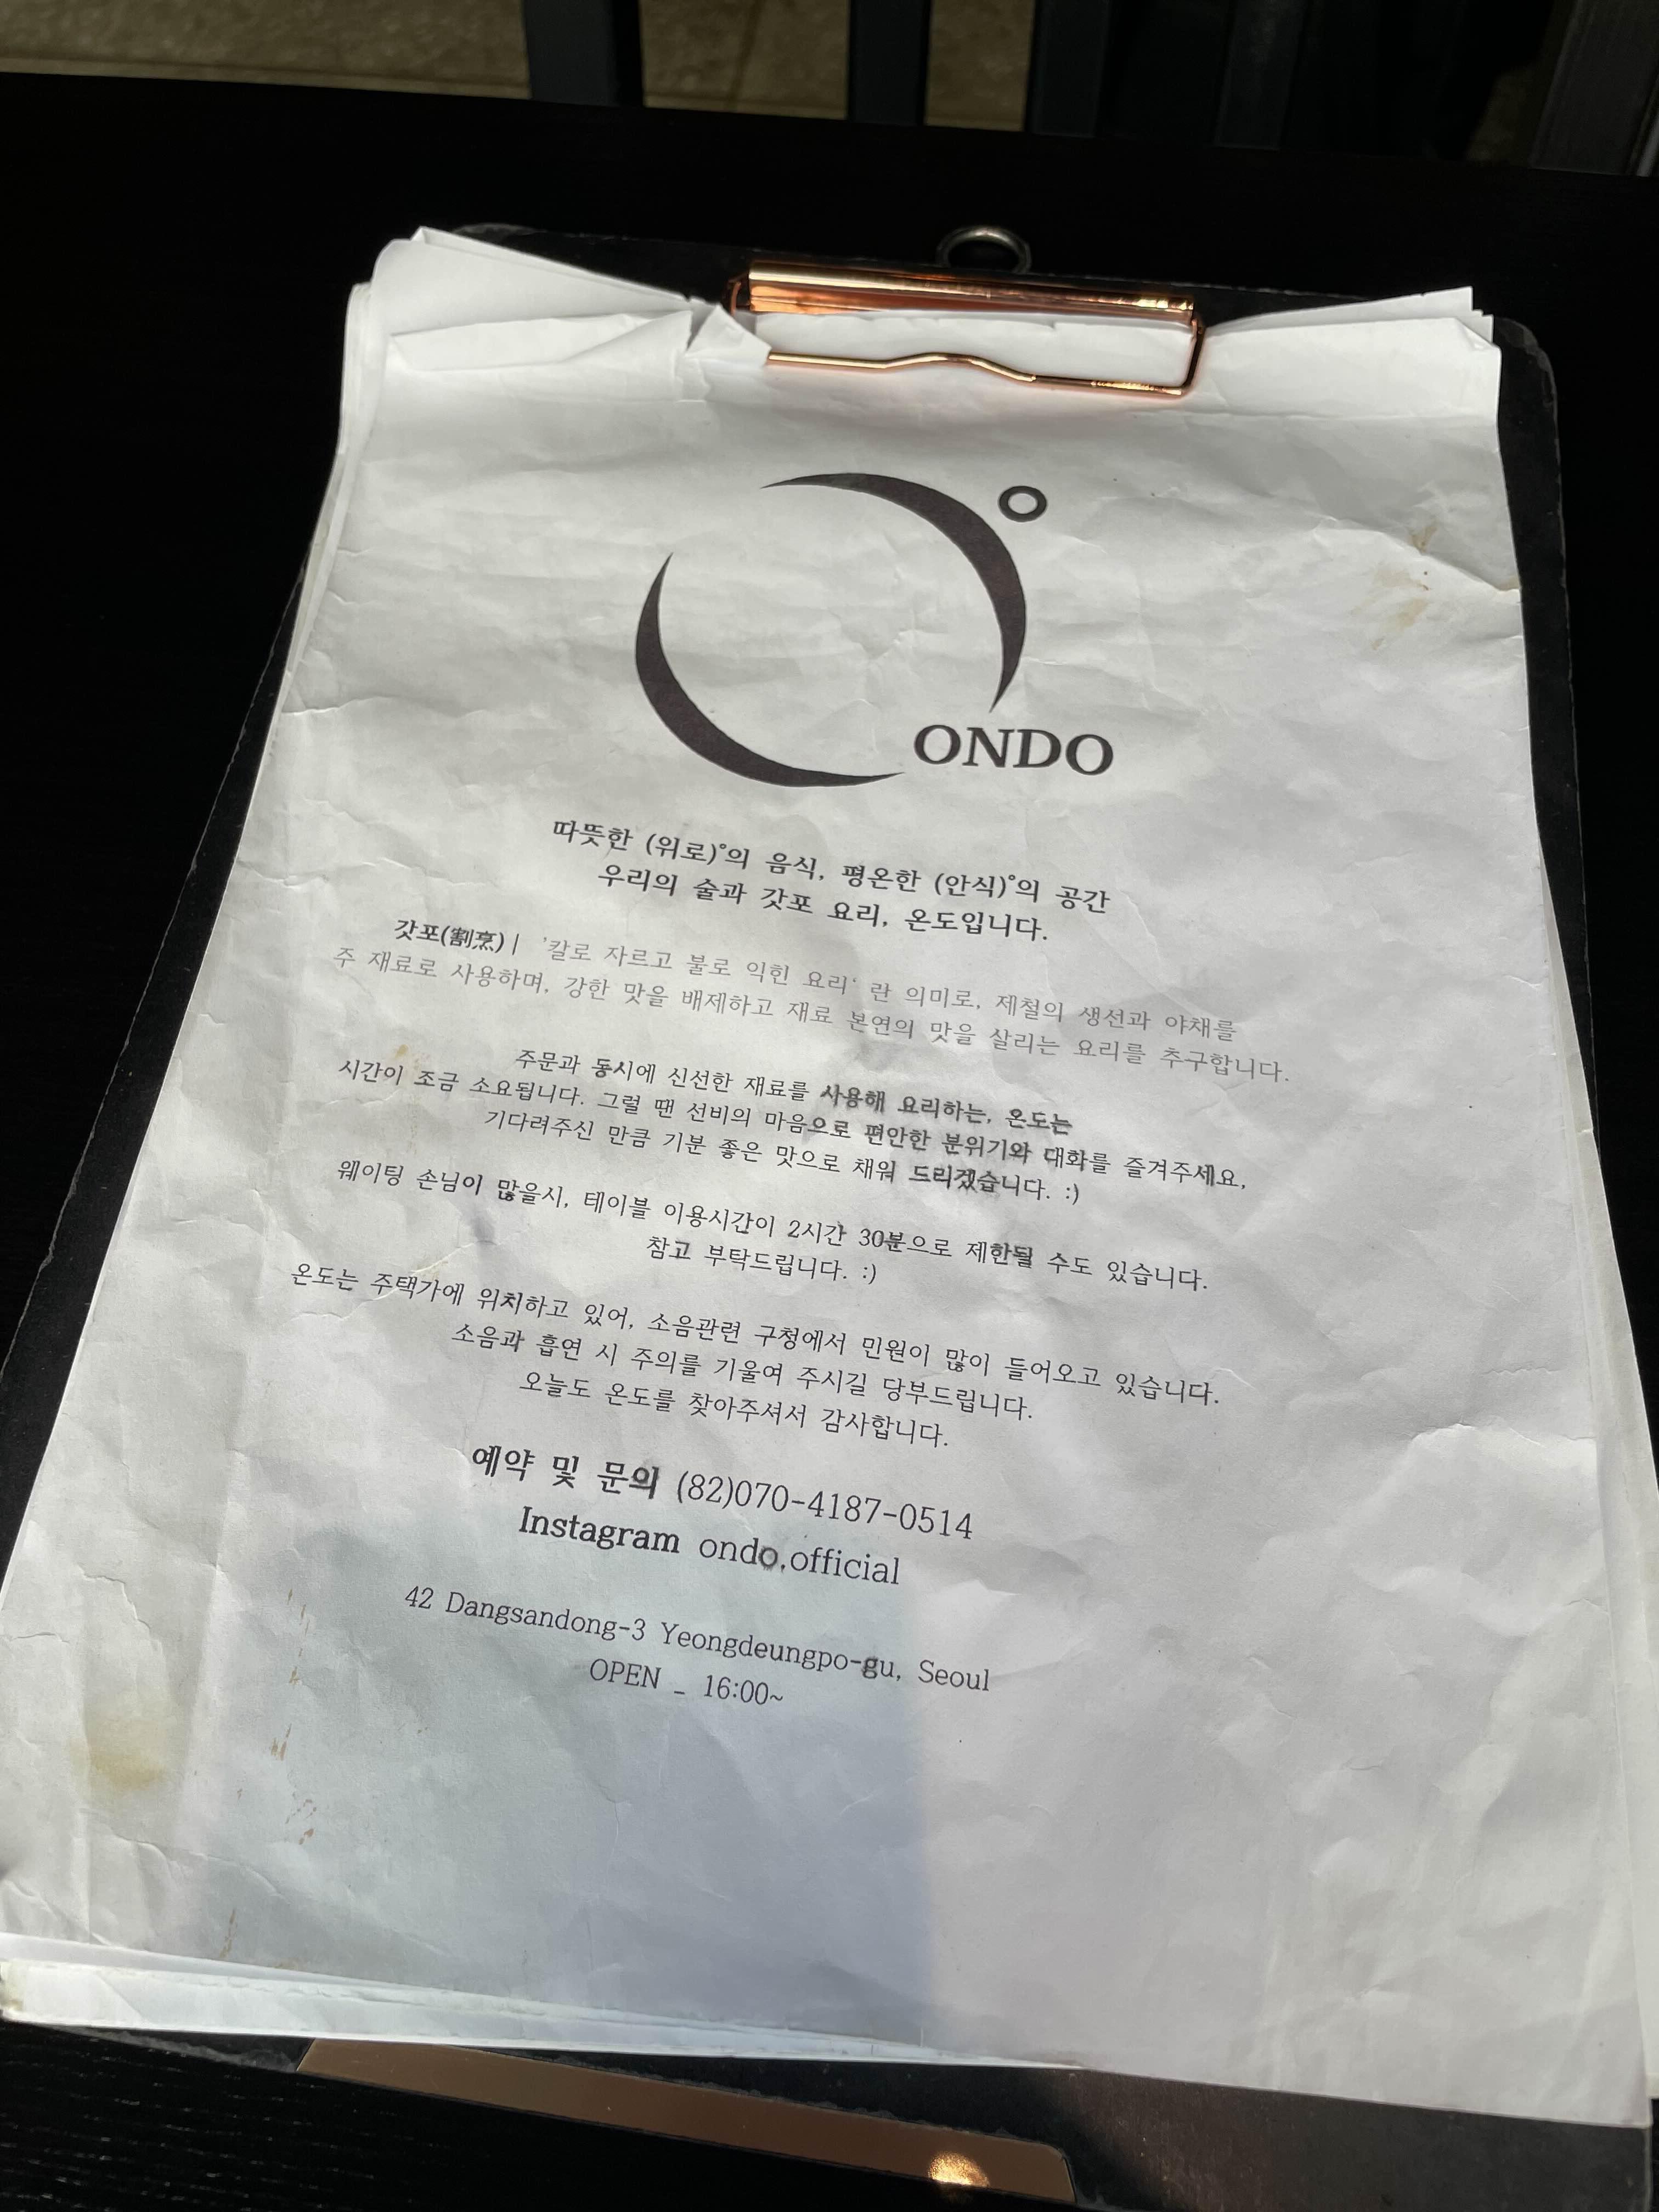 ONDO
따뜻한 (위로)°의 음식, 평온한 (안식)°의 공간
우리의 술과 갓포 요리, 온도입니다.
갓포(割烹)| '칼로 자르고 불로 익힌 요리‘ 란 의미로, 제철의 생선과 야채를
주 재료로 사용하며, 강한 맛을 배제하고 재료 본연의 맛을 살리는 요리를 추구합니다.
주문과 동시에 신선한 재료를 사용해 요리하는, 온도는
시간이 조금 소요됩니다. 그럴 땐 선비의 마음으로 편안한 분위기와 대화를 즐겨주세요,
기다려주신 만큼 기분 좋은 맛으로 채워 드리겠습니다. :)
웨이팅 손님이 많을시, 테이블 이용시간이 2시간 30분으로 제한될 수도 있습니다.
참고 부탁드립니다. :)
온도는 주택가에 위치하고 있어, 소음관련 구청에서 민원이 많이 들어오고 있습니다.
소음과 흡연 시 주의를 기울여 주시길 당부드립니다.
오늘도 온도를 찾아주셔서 감사합니다.
예약 및 문의 (82)070-4187-0514
Instagram ondo.official
42 Dangsandong-3 Yeongdeungpo-gu, Seoul
OPEN _ 16:00~